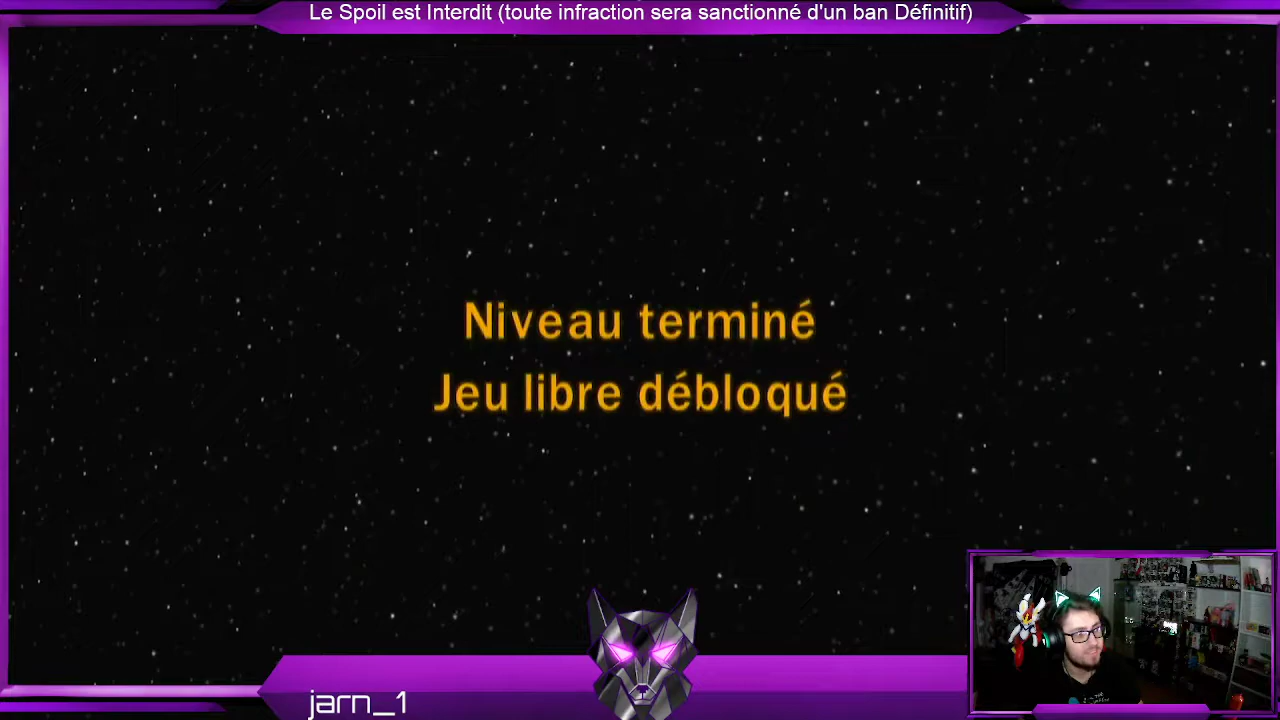 Le Spoil est Interdit (toute infraction sera sanctionné d'un ban Définitif)
Niveau terminé
Jeu libre débloqué
jarn_1